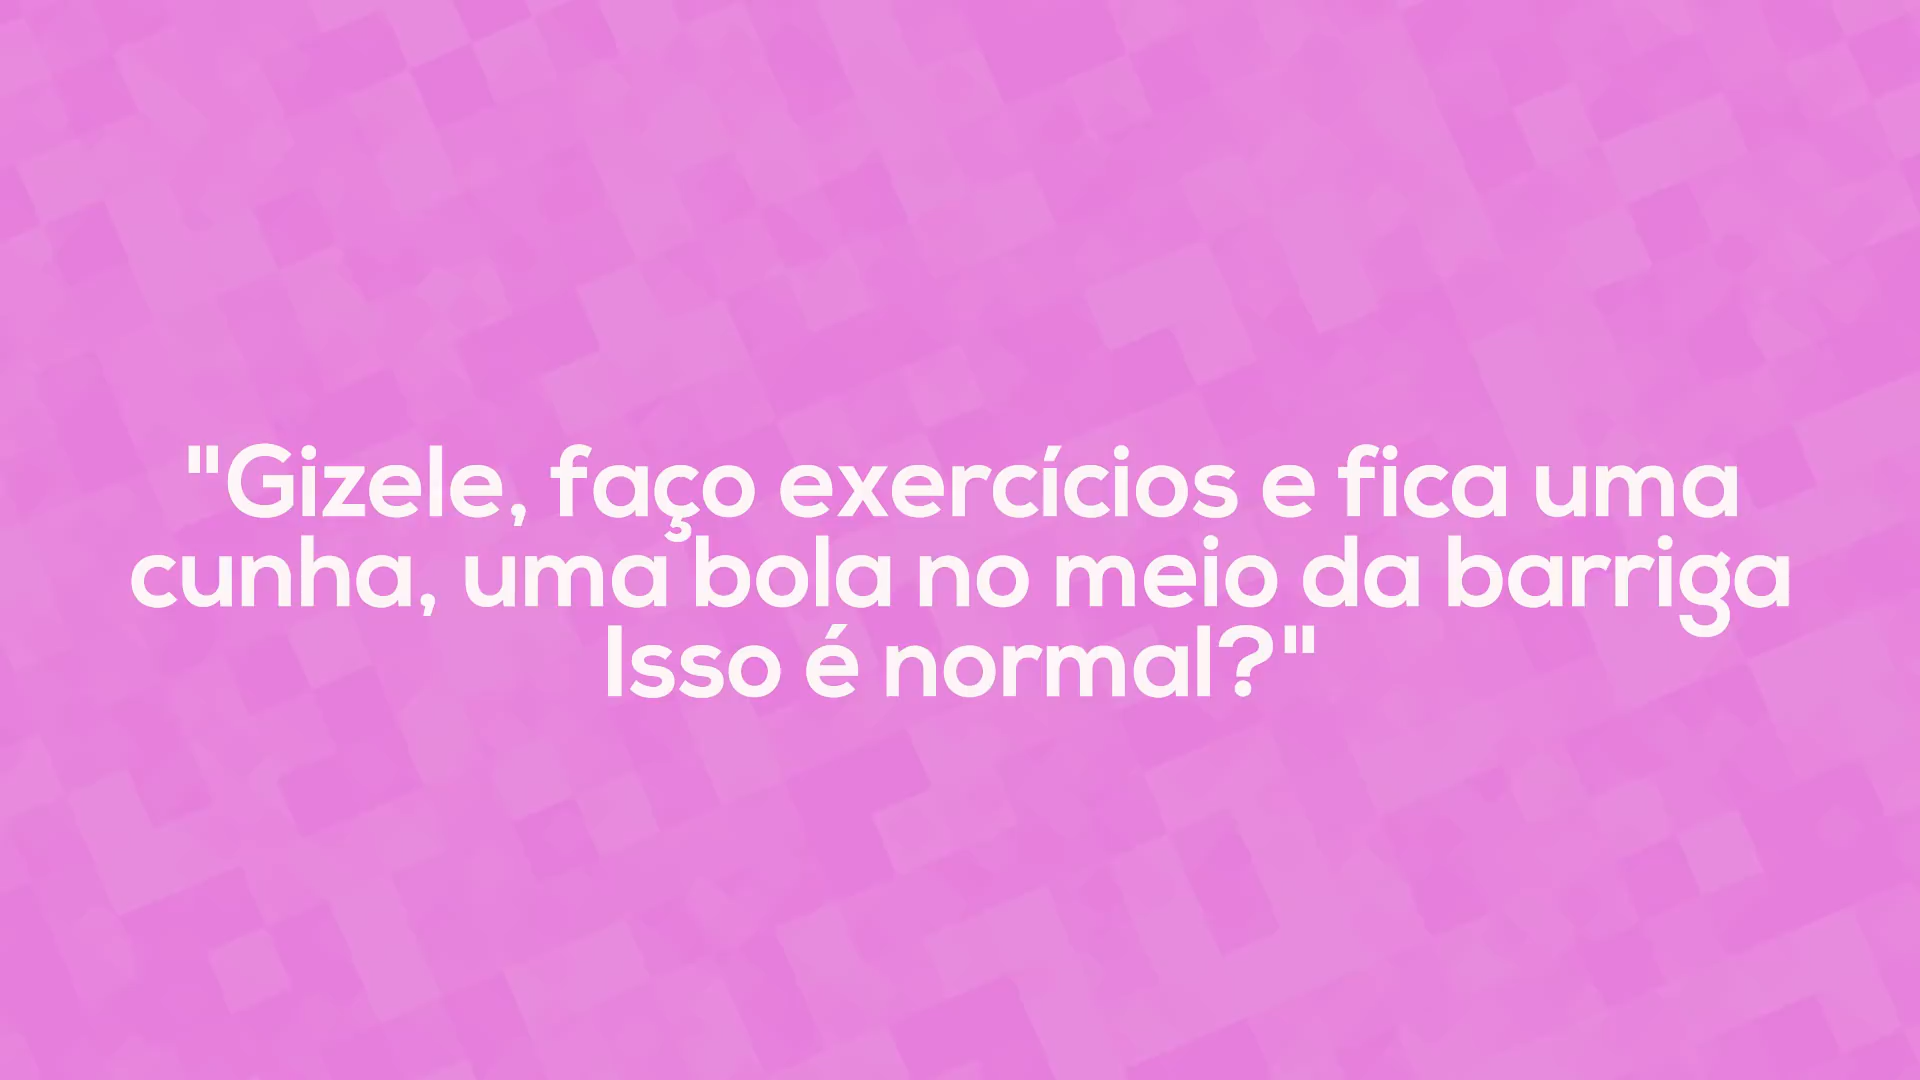 "Gizele, faço exercícios e fica uma
cunha, uma bola no meio da barriga
Isso é normal?"